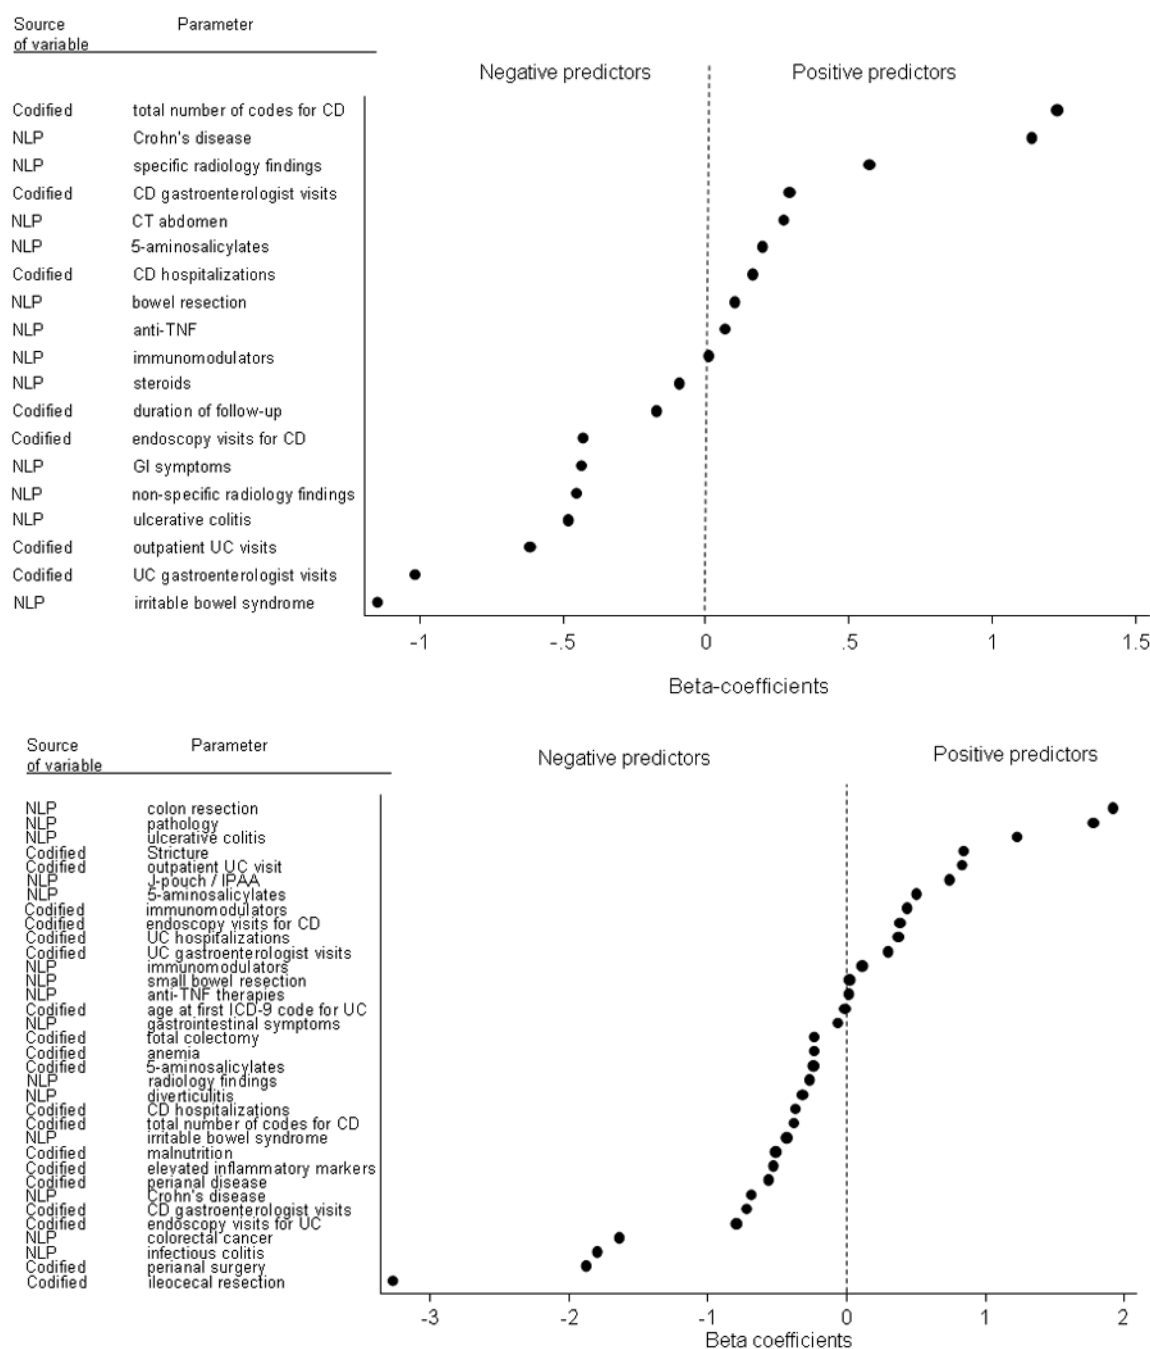 Source Parameter
of variable
Negative predictors Positive predictors
Codified total number of codes for CD
NLP Crohn's disease
NLP specific radiology findings
Codified CD gastroenterologist visits
NLP CT abdomen
NLP 5-aminosalicylates
Codified CD hospitalizations
NLP bowel resection
NLP anti-TNF
NLP immunomodulators
NLP steroids
Codified duration of follow-up
Codified endoscopy visits for CD
NLP GI symptoms
NLP non-specific radiology findings
NLP ulcerative colitis
Codified outpatient UC visits
Codified UC gastroenterologist visits
NLP irritable bowel syndrome
-1 -.5 0 .5 1 1.5
Beta-coefficients
Source Parameter
of variable
Negative predictors Positive predictors
NLP colon resection
NLP pathology
NLP ulcerative colitis
Codified Stricture
Codified outpatient UC visit
NLP J-pouch / IPAA
NLP 5-aminosalicylates
Codified immunomodulators
Codified endoscopy visits for CD
Codified UC hospitalizations
Codified UC gastroenterologist visits
NLP immunomodulators
NLP small bowel resection
NLP anti-TNF therapies
Codified age at first ICD-9 code for UC
NLP gastrointestinal symptoms
Codified total colectomy
Codified anemia
Codified 5-aminosalicylates
NLP radiology findings
NLP diverticulitis
Codified CD hospitalizations
Codified total number of codes for CD
NLP irritable bowel syndrome
Codified malnutrition
Codified elevated inflammatory markers
Codified perianal disease
NLP Crohn's disease
Codified CD gastroenterologist visits
Codified endoscopy visits for UC
NLP colorectal cancer
NLP infectious colitis
Codified perianal surgery
Codified ileocecal resection
-3 -2 -1 0 1 2
Beta coefficients